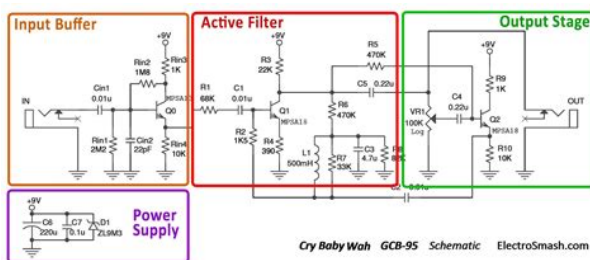 Input Buffer
Active Filter
Output Stage
+9V
Rin3
1K
Rin2
1M8
Cin1
0.01u
IN
Q0
Rin1
2M2
Cin2
22pF
Rin4
10K
R1
68K
C1
0.01u
+9V
R3
22K
Q1
R2
1K5
R4
390
R5
470K
C5 0.22u
R6
470K
L1
500mH
R7
33K
C3
4.7u
C2
0.01u
+9V
R9
1K
C4
0.22u
VR1
100K
Log
Q2
MPSA18
R10
10K
OUT
Power
Supply
+9V
C6
220u
C7
0.1u
D1
ZL9M3
Cry Baby Wah GCB-95 Schematic ElectroSmash.com